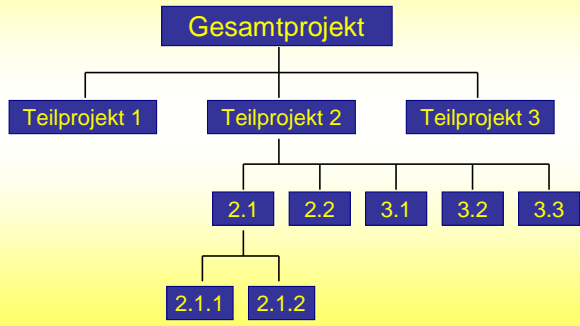 Gesamtprojekt
Teilprojekt 1
Teilprojekt 2
Teilprojekt 3
2.1
2.2
3.1
3.2
3.3
2.1.1
2.1.2